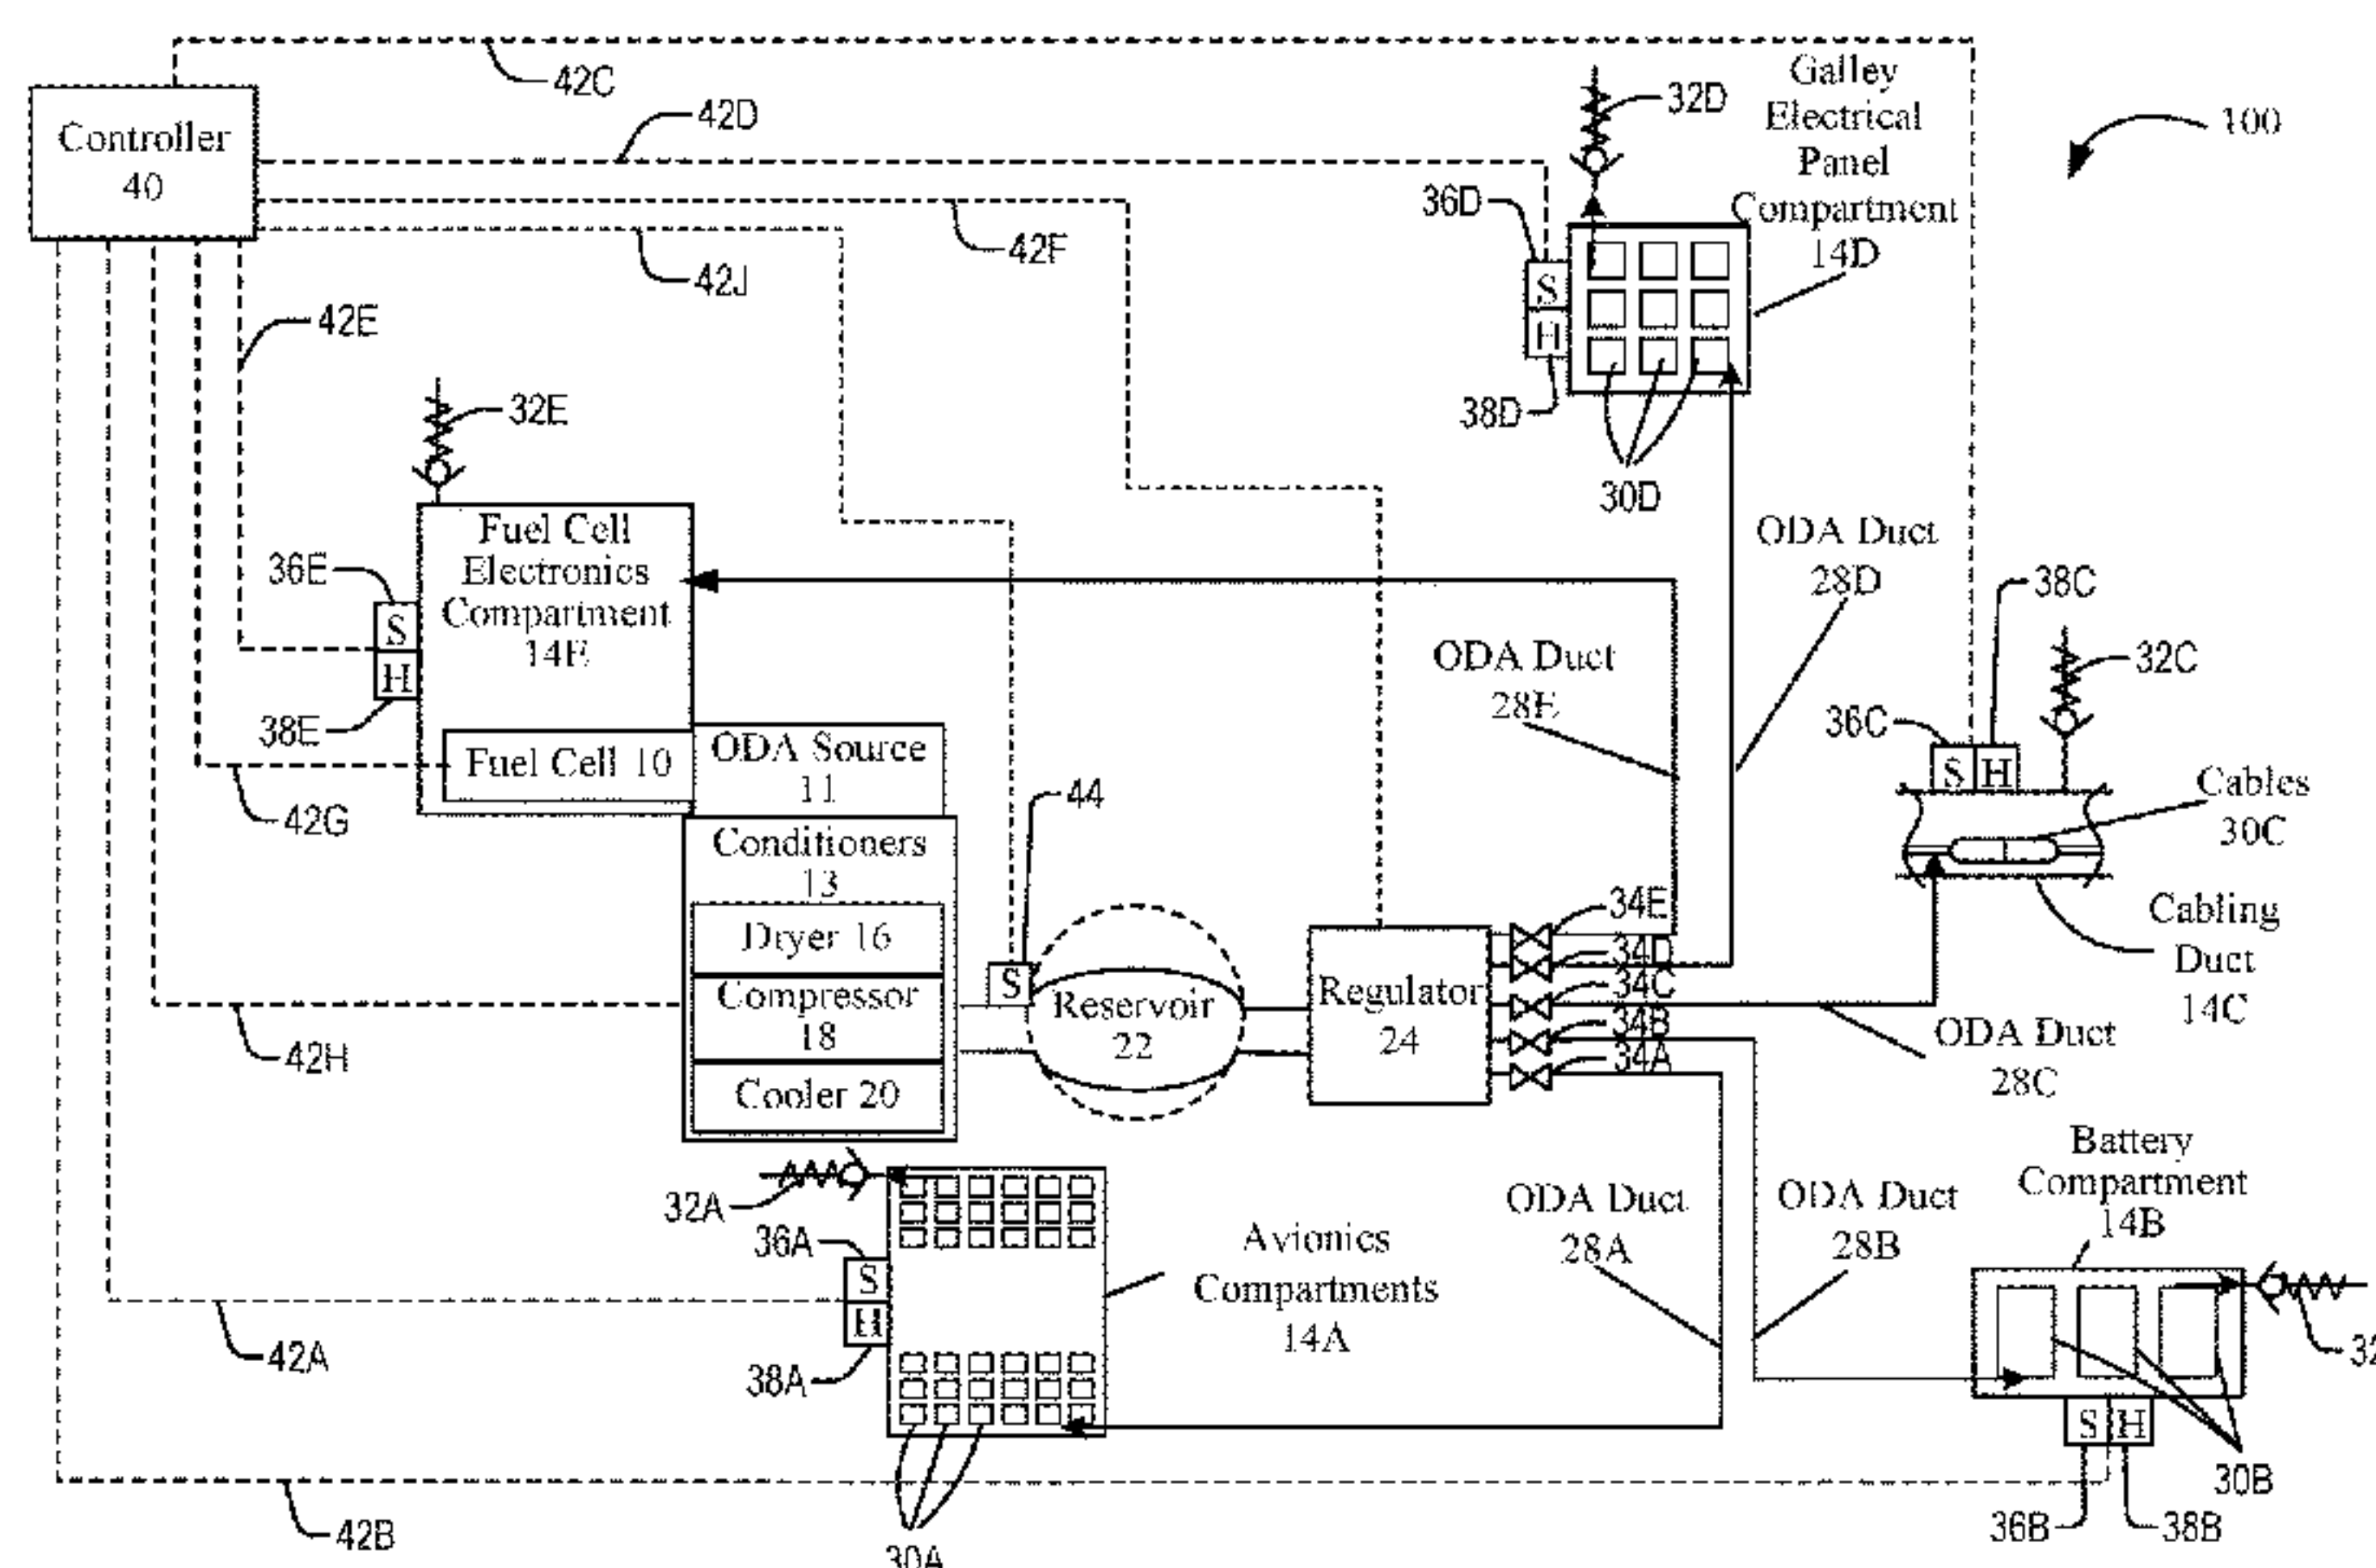 42C
Galley
Electrical
Panel
Compartment
14D
32D
100
42D
Controller
40
36D
42F
42J
S
H
42E
38D
32E
30D
ODA Duct
28D
Fuel Cell
Electronics
Compartment
14E
36E
S
H
38E
ODA Duct
28E
38C
32C
36C
S H
Cables
30C
Fuel Cell 10
ODA Source
11
42G
44
Conditioners
13
Dryer 16
Compressor
18
Cooler 20
S
Reservoir
22
Regulator
24
34E
34D
34C
34B
34A
Cabling
Duct
14C
42H
ODA Duct
28C
Battery
Compartment
14B
32A
36A
S
H
38A
Avionics
Compartments
14A
ODA Duct
28A
ODA Duct
28B
42A
S H
30B
42B
30A
36B
38B